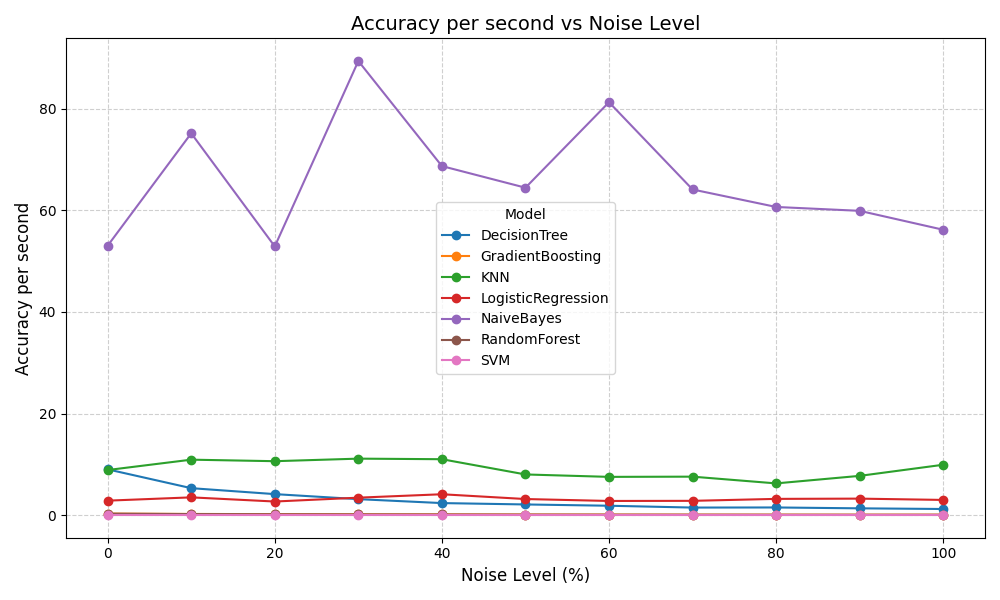 Accuracy per second vs Noise Level
Accuracy per second
80
60
40
20
0
Model
DecisionTree
GradientBoosting
KNN
LogisticRegression
NaiveBayes
RandomForest
SVM
0 20 40 60 80 100
Noise Level (%)